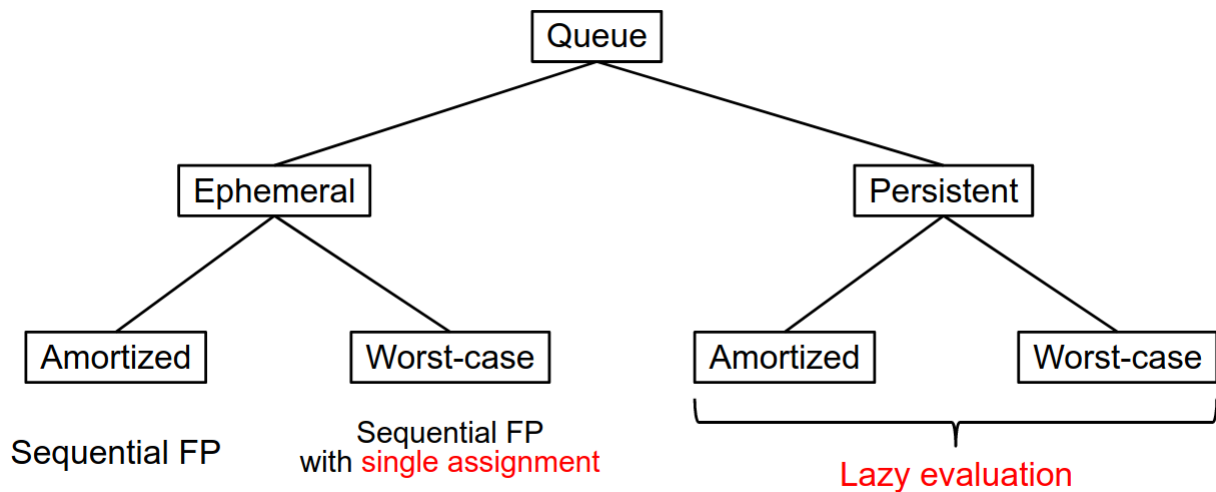 Queue
Ephemeral
Persistent
Amortized
Worst-case
Amortized
Worst-case
Sequential FP
Sequential FP
with single assignment
Lazy evaluation